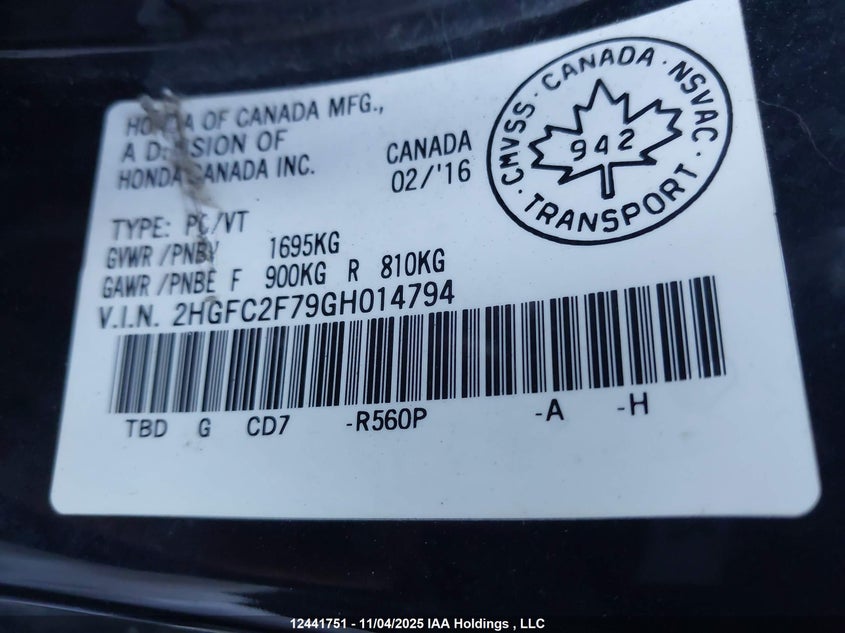 HONDA OF CANADA MFG.,
A DIVISION OF
HONDA CANADA INC.
CANADA
02/'16
TYPE: PC/VT
GVWR/PNBV 1695KG
GAWR/PNBE F 900KG R 810KG
V.I.N. 2HGFC2F79GH014794
TBD G CD7 -R560P -A -H
CMVSS · CANADA · NSVAC · TRANSPORT ·
942
12441751 - 11/04/2025 IAA Holdings , LLC